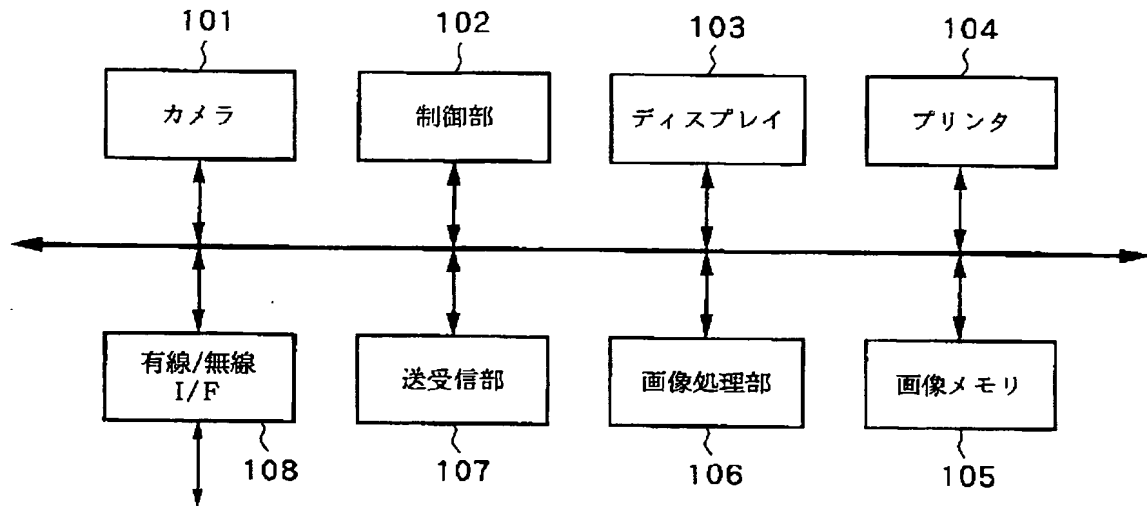 101
102
103
104
カメラ
制御部
ディスプレイ
プリンタ
有線/無線
I/F
送受信部
画像処理部
画像メモリ
108
107
106
105